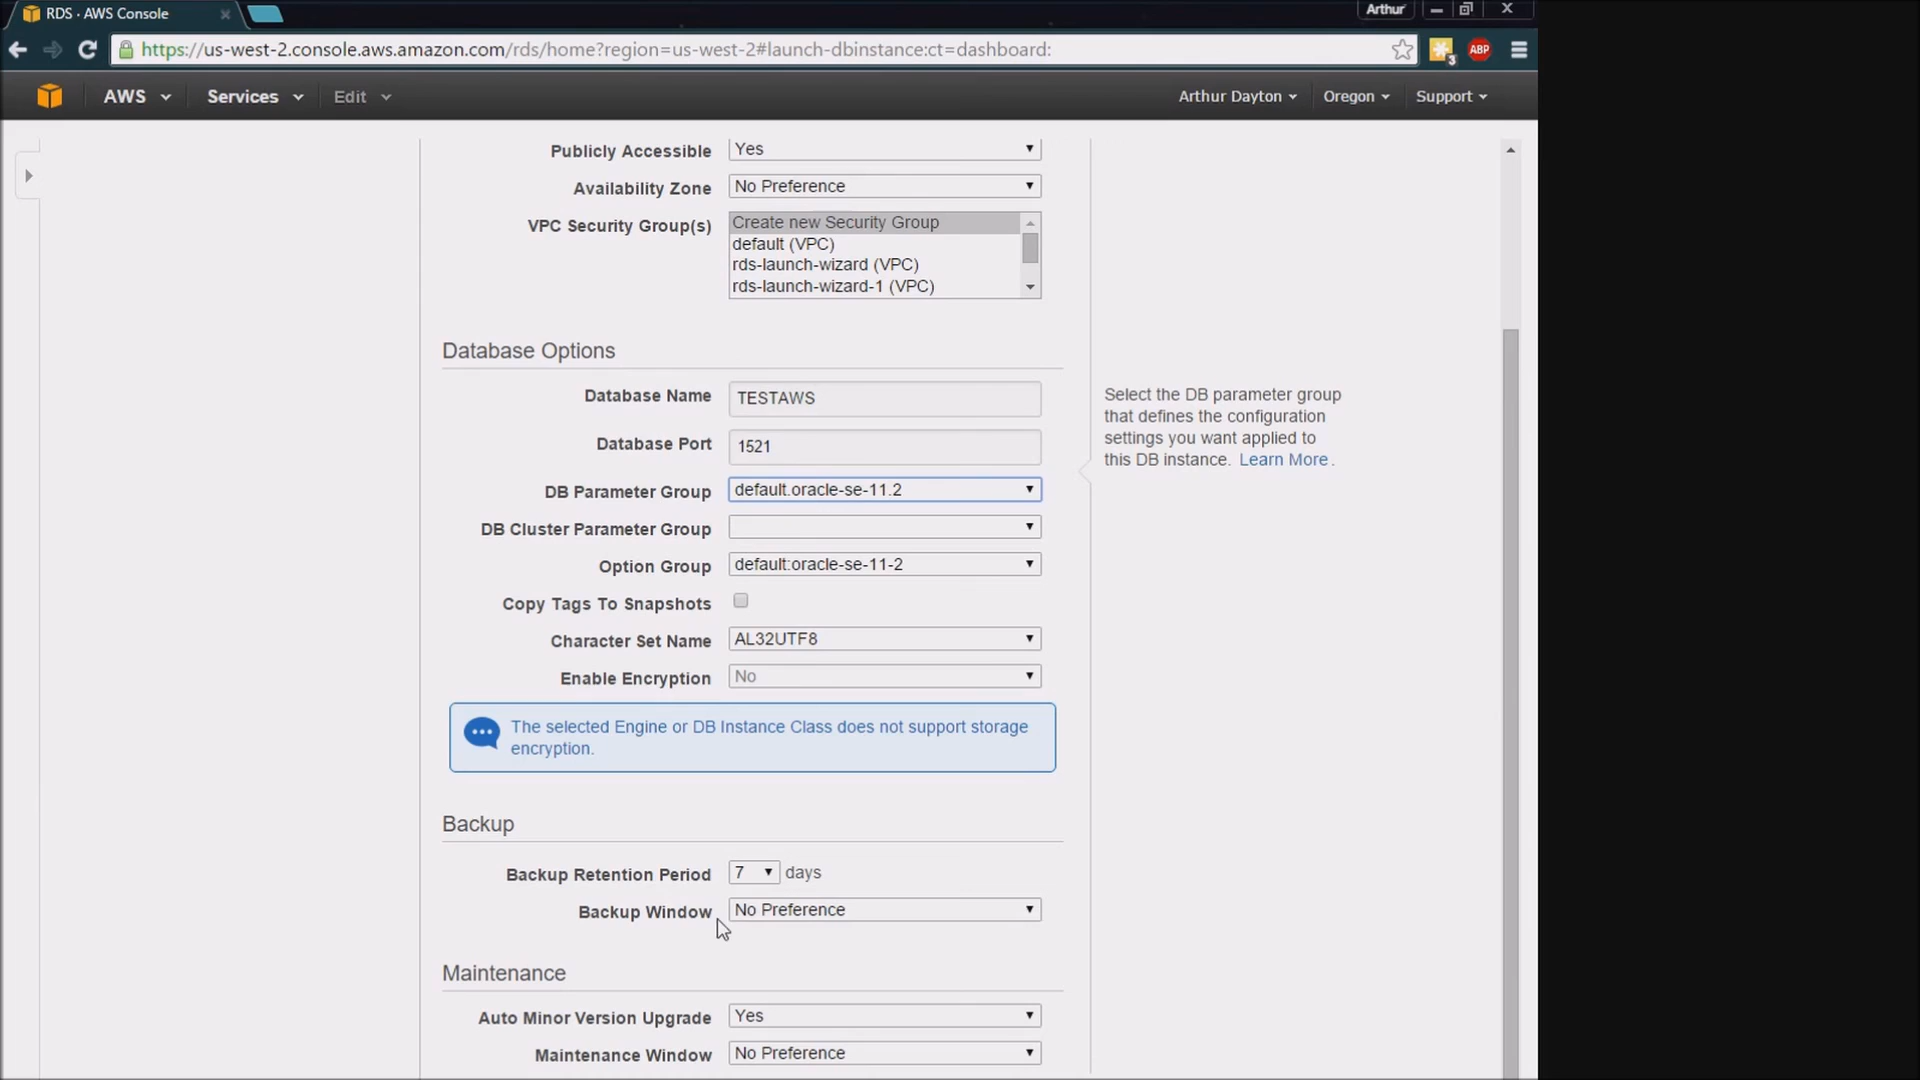 RDS · AWS Console
Arthur
https://us-west-2.console.aws.amazon.com/rds/home?region=us-west-2#launch-dbinstance:ct=dashboard:
3
ABP
AWS Services Edit Arthur Dayton Oregon Support
Publicly Accessible Yes
Availability Zone No Preference
VPC Security Group(s) Create new Security Group
default (VPC)
rds-launch-wizard (VPC)
rds-launch-wizard-1 (VPC)
Database Options
Database Name TESTAWS
Database Port 1521
DB Parameter Group default.oracle-se-11.2
DB Cluster Parameter Group
Option Group default:oracle-se-11-2
Copy Tags To Snapshots
Character Set Name AL32UTF8
Enable Encryption No
The selected Engine or DB Instance Class does not support storage
encryption.
Select the DB parameter group
that defines the configuration
settings you want applied to
this DB instance. Learn More .
Backup
Backup Retention Period 7 days
Backup Window No Preference
Maintenance
Auto Minor Version Upgrade Yes
Maintenance Window No Preference